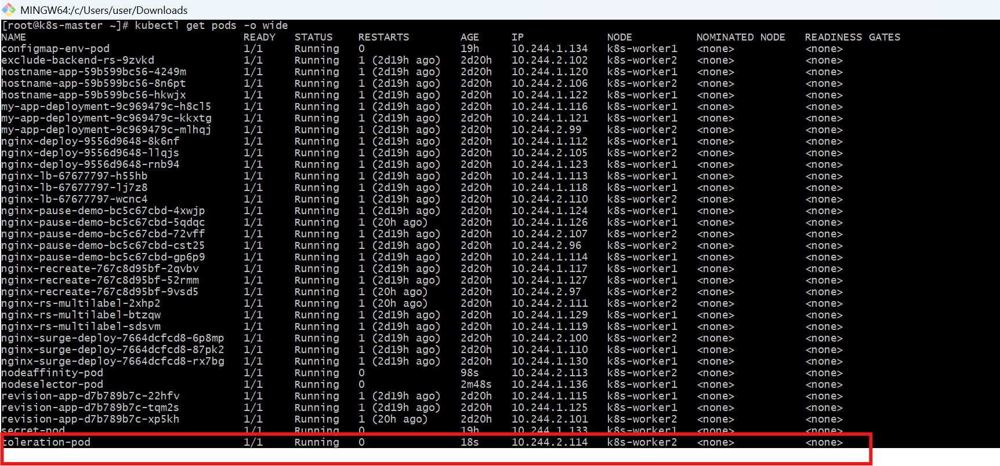 MINGW64:/c/Users/user/Downloads
[root@k8s-master ~]# kubectl get pods -o wide
NAME READY STATUS RESTARTS AGE IP NODE NOMINATED NODE READINESS GATES
configmap-env-pod 1/1 Running 0 19h 10.244.1.134 k8s-worker1 <none> <none>
exclude-backend-rs-9zvkd 1/1 Running 1 (2d19h ago) 2d20h 10.244.2.102 k8s-worker2 <none> <none>
hostname-app-59b599bc56-4249m 1/1 Running 1 (2d19h ago) 2d20h 10.244.1.120 k8s-worker1 <none> <none>
hostname-app-59b599bc56-8n6pt 1/1 Running 1 (2d19h ago) 2d20h 10.244.2.106 k8s-worker2 <none> <none>
hostname-app-59b599bc56-hkwjx 1/1 Running 1 (2d19h ago) 2d20h 10.244.1.122 k8s-worker1 <none> <none>
my-app-deployment-9c969479c-h8cl5 1/1 Running 1 (2d19h ago) 2d20h 10.244.1.116 k8s-worker1 <none> <none>
my-app-deployment-9c969479c-kkxtg 1/1 Running 1 (2d19h ago) 2d20h 10.244.1.121 k8s-worker1 <none> <none>
my-app-deployment-9c969479c-mlhqj 1/1 Running 1 (2d19h ago) 2d20h 10.244.2.99 k8s-worker2 <none> <none>
nginx-deploy-9556d9648-8k6nf 1/1 Running 1 (2d19h ago) 2d20h 10.244.1.112 k8s-worker1 <none> <none>
nginx-deploy-9556d9648-llqjs 1/1 Running 1 (2d19h ago) 2d20h 10.244.2.105 k8s-worker2 <none> <none>
nginx-deploy-9556d9648-rnb94 1/1 Running 1 (2d19h ago) 2d20h 10.244.1.123 k8s-worker1 <none> <none>
nginx-lb-67677797-h55hb 1/1 Running 1 (2d19h ago) 2d20h 10.244.1.113 k8s-worker1 <none> <none>
nginx-lb-67677797-lj7z8 1/1 Running 1 (2d19h ago) 2d20h 10.244.1.118 k8s-worker1 <none> <none>
nginx-lb-67677797-wcnc4 1/1 Running 1 (2d19h ago) 2d20h 10.244.2.110 k8s-worker2 <none> <none>
nginx-pause-demo-bc5c67cbd-4xwjp 1/1 Running 1 (2d19h ago) 2d20h 10.244.1.124 k8s-worker1 <none> <none>
nginx-pause-demo-bc5c67cbd-5qdqc 1/1 Running 1 (20h ago) 2d20h 10.244.1.126 k8s-worker1 <none> <none>
nginx-pause-demo-bc5c67cbd-72vff 1/1 Running 1 (2d19h ago) 2d20h 10.244.2.107 k8s-worker2 <none> <none>
nginx-pause-demo-bc5c67cbd-cst25 1/1 Running 1 (2d19h ago) 2d20h 10.244.2.96 k8s-worker2 <none> <none>
nginx-pause-demo-bc5c67cbd-gp6p9 1/1 Running 1 (2d19h ago) 2d20h 10.244.1.114 k8s-worker1 <none> <none>
nginx-recreate-767c8d95bf-2qvbv 1/1 Running 1 (2d19h ago) 2d20h 10.244.1.117 k8s-worker1 <none> <none>
nginx-recreate-767c8d95bf-52rmm 1/1 Running 1 (2d19h ago) 2d20h 10.244.1.127 k8s-worker1 <none> <none>
nginx-recreate-767c8d95bf-9vsd5 1/1 Running 1 (20h ago) 2d20h 10.244.2.97 k8s-worker2 <none> <none>
nginx-rs-multilabel-2xhp2 1/1 Running 1 (20h ago) 2d20h 10.244.2.111 k8s-worker2 <none> <none>
nginx-rs-multilabel-btzqw 1/1 Running 1 (2d19h ago) 2d20h 10.244.1.129 k8s-worker1 <none> <none>
nginx-rs-multilabel-sdsvm 1/1 Running 1 (2d19h ago) 2d20h 10.244.1.119 k8s-worker1 <none> <none>
nginx-surge-deploy-7664dcfcd8-6p8mp 1/1 Running 1 (2d19h ago) 2d20h 10.244.2.100 k8s-worker2 <none> <none>
nginx-surge-deploy-7664dcfcd8-87pk2 1/1 Running 1 (2d19h ago) 2d20h 10.244.1.110 k8s-worker1 <none> <none>
nginx-surge-deploy-7664dcfcd8-rx7bg 1/1 Running 1 (2d19h ago) 2d20h 10.244.1.130 k8s-worker1 <none> <none>
nodeaffinity-pod 1/1 Running 0 98s 10.244.2.113 k8s-worker2 <none> <none>
nodeselector-pod 1/1 Running 0 2m48s 10.244.1.136 k8s-worker1 <none> <none>
revision-app-d7b789b7c-22hfv 1/1 Running 1 (2d19h ago) 2d20h 10.244.1.115 k8s-worker1 <none> <none>
revision-app-d7b789b7c-tqm2s 1/1 Running 1 (2d19h ago) 2d20h 10.244.1.125 k8s-worker1 <none> <none>
revision-app-d7b789b7c-xp5kh 1/1 Running 1 (20h ago) 2d20h 10.244.2.101 k8s-worker2 <none> <none>
secret-pod 1/1 Running 0 19h 10.244.1.133 k8s-worker1 <none> <none>
toleration-pod 1/1 Running 0 18s 10.244.2.114 k8s-worker2 <none> <none>